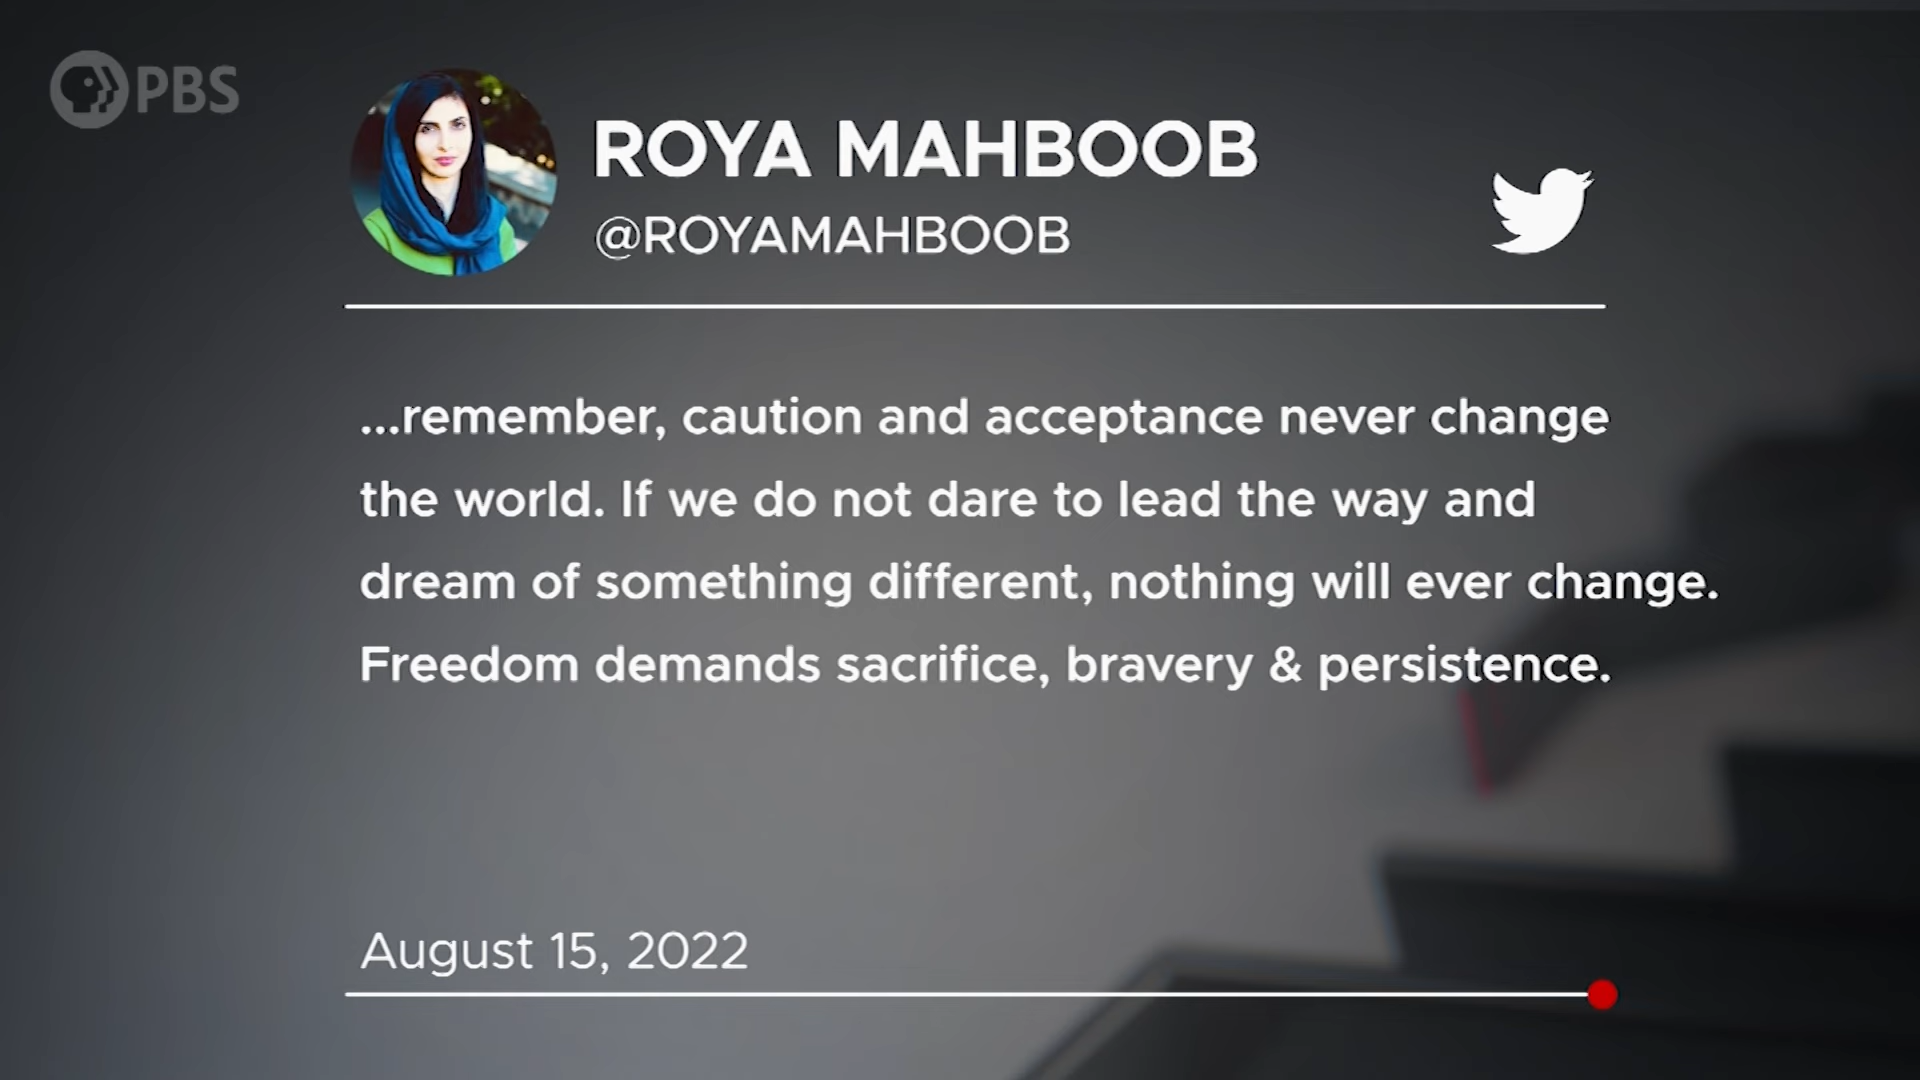 PBS
ROYA MAHBOOB
@ROYAMAHBOOB
...remember, caution and acceptance never change
the world. If we do not dare to lead the way and
dream of something different, nothing will ever change.
Freedom demands sacrifice, bravery & persistence.
August 15, 2022